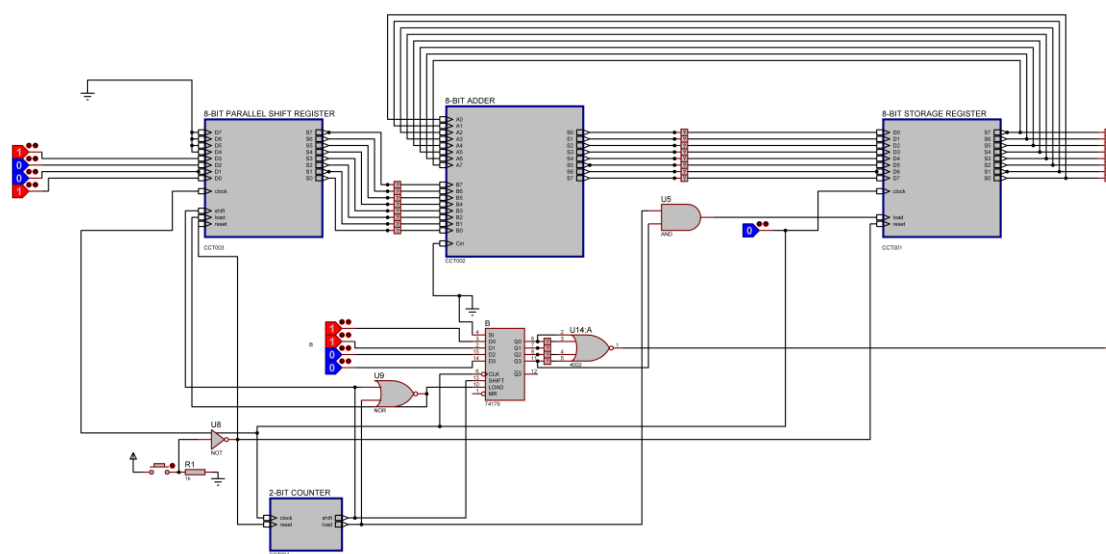 8-BIT PARALLEL SHIFT REGISTER
D7
D6
D5
D4
D3
D2
D1
D0
clock
shift
load
reset
S7
S6
S5
S4
S3
S2
S1
S0
CCT003
1
0
0
1
8-BIT ADDER
A0
A1
A2
A3
A4
A5
A6
A7
B7
B6
B5
B4
B3
B2
B1
B0
Cin
S0
S1
S2
S3
S4
S5
S6
S7
CCT002
8-BIT STORAGE REGISTER
D0
D1
D2
D3
D4
D5
D6
D7
clock
load
reset
S7
S6
S5
S4
S3
S2
S1
S0
CCT001
U5
AND
0
B
1
1
0
0
B
SI
D0
D1
D2
D3
CLK
SHIFT
LOAD
MR
Q0
Q1
Q2
Q3
Q3
12
74179
U14:A
2
3
4
5
1
4002
U9
NOR
U8
NOT
R1
1k
2-BIT COUNTER
clock
reset
shift
load